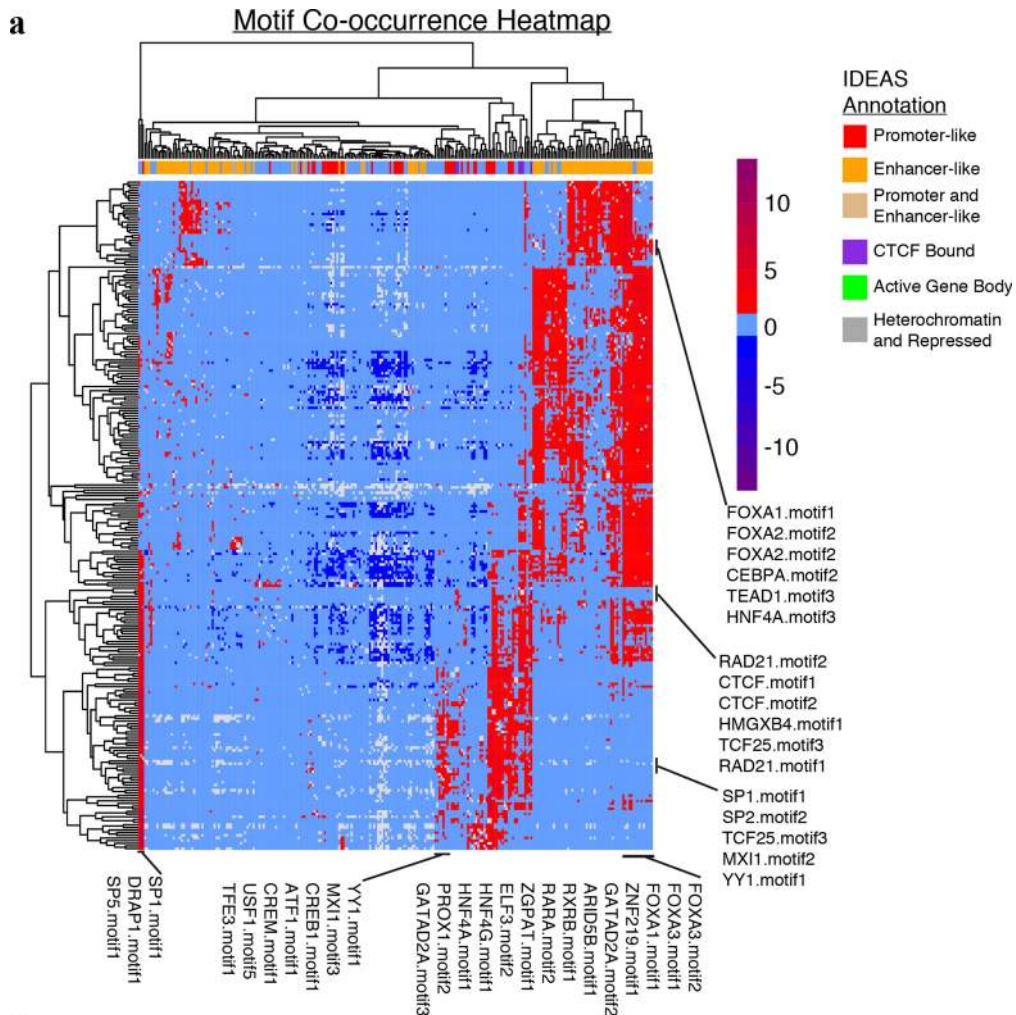 a
Motif Co-occurrence Heatmap
IDEAS
Annotation
Promoter-like
Enhancer-like
Promoter and
Enhancer-like
CTCF Bound
Active Gene Body
Heterochromatin
and Repressed
10
5
0
-5
-10
FOXA1.motif1
FOXA2.motif2
FOXA2.motif2
CEBPA.motif2
TEAD1.motif3
HNF4A.motif3
RAD21.motif2
CTCF.motif1
CTCF.motif2
HMGXB4.motif1
TCF25.motif3
RAD21.motif1
SP1.motif1
SP2.motif2
TCF25.motif3
MXI1.motif2
YY1.motif1
SP5.motif1
DRAP1.motif1
SP1.motif1
TFE3.motif1
USF1.motif5
CREM.motif1
ATF1.motif1
CREB1.motif1
MXI1.motif3
YY1.motif1
GATAD2A.motif3
PROX1.motif2
HNF4A.motif1
HNF4G.motif1
ELF3.motif2
ZGPAT.motif1
RARA.motif2
RXRB.motif1
ARID5B.motif1
GATAD2A.motif2
ZNF219.motif1
FOXA1.motif1
FOXA3.motif1
FOXA3.motif2